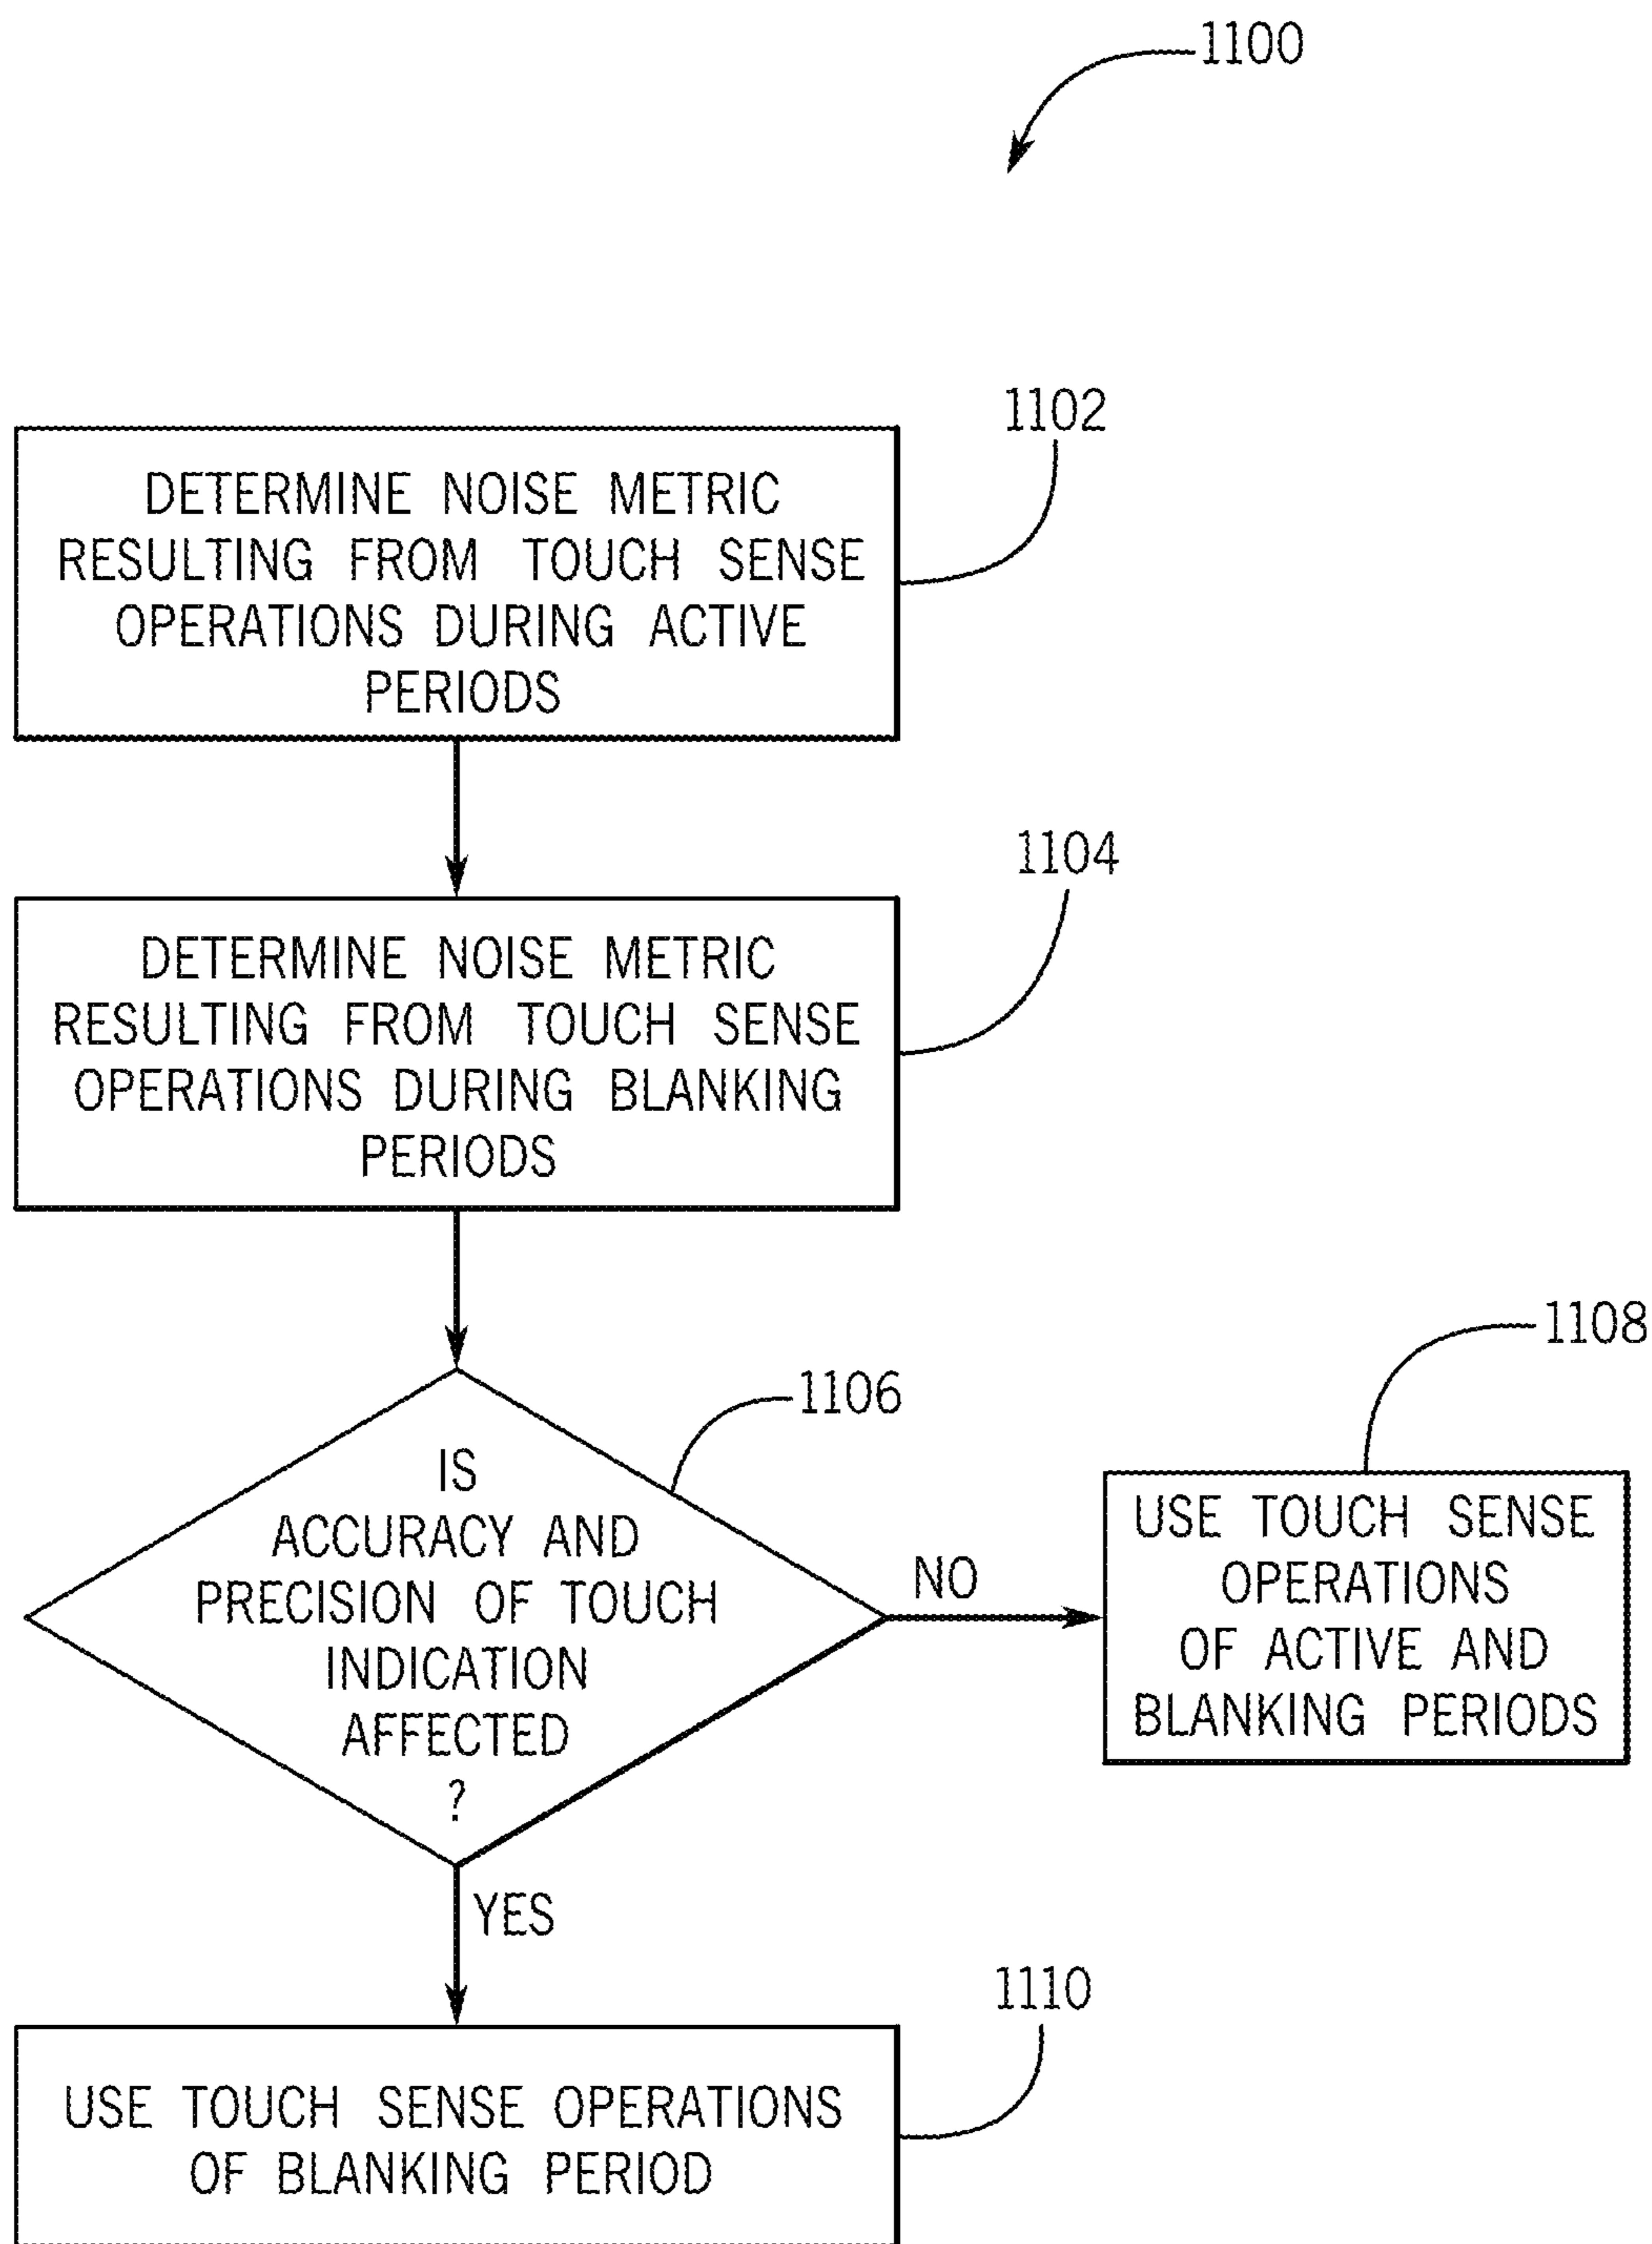 1100
1102
DETERMINE NOISE METRIC
RESULTING FROM TOUCH SENSE
OPERATIONS DURING ACTIVE
PERIODS
1104
DETERMINE NOISE METRIC
RESULTING FROM TOUCH SENSE
OPERATIONS DURING BLANKING
PERIODS
1106
IS
ACCURACY AND
PRECISION OF TOUCH
INDICATION
AFFECTED
?
NO
1108
USE TOUCH SENSE
OPERATIONS
OF ACTIVE AND
BLANKING PERIODS
YES
1110
USE TOUCH SENSE OPERATIONS
OF BLANKING PERIOD